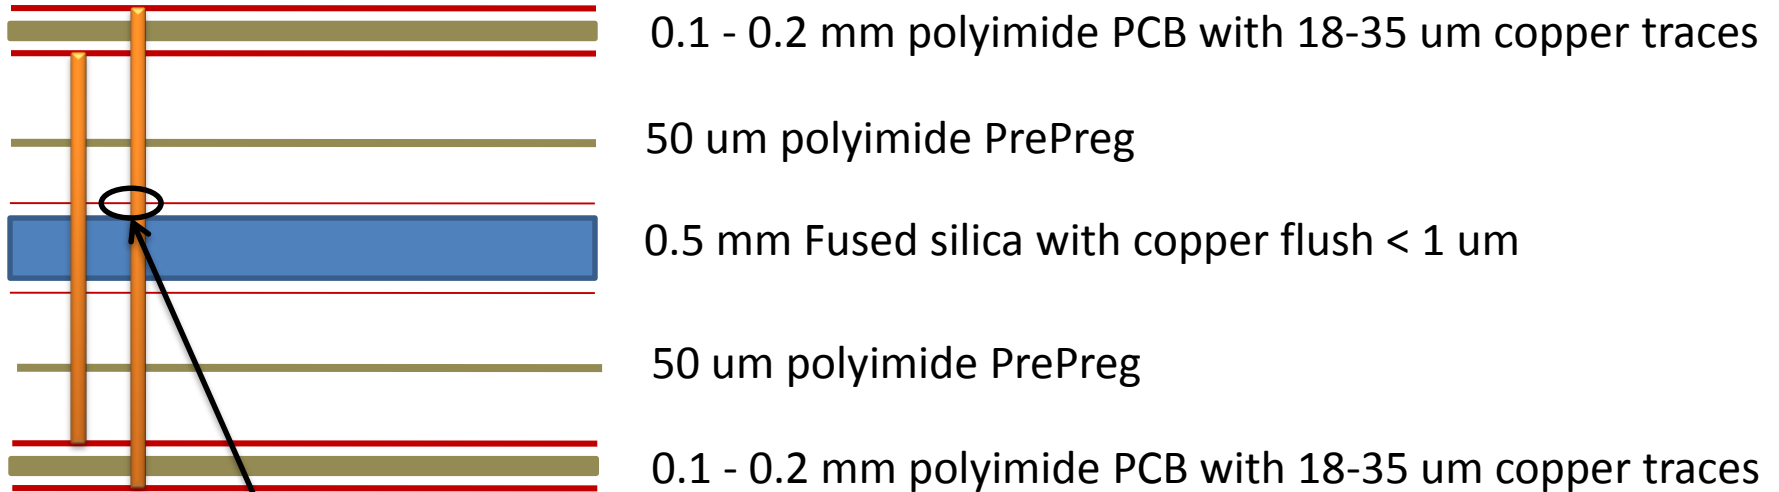 0.1 - 0.2 mm polyimide PCB with 18-35 um copper traces
50 um polyimide PrePreg
0.5 mm Fused silica with copper flush < 1 um
50 um polyimide PrePreg
0.1 - 0.2 mm polyimide PCB with 18-35 um copper traces